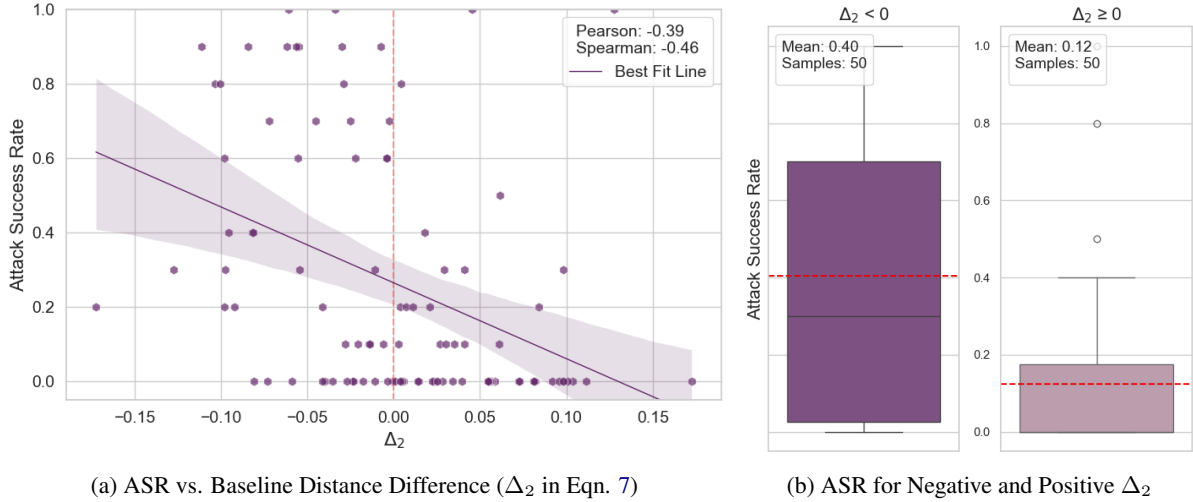 Attack Success Rate
1.0
0.8
0.6
0.4
0.2
0.0
−0.15
−0.10
−0.05
0.00
0.05
0.10
0.15
Δ2
Pearson: -0.39
Spearman: -0.46
Best Fit Line
(a) ASR vs. Baseline Distance Difference (Δ2 in Eqn. 7)
Δ2 < 0
Mean: 0.40
Samples: 50
Attack Success Rate
Δ2 ≥ 0
Mean: 0.12
Samples: 50
1.0
0.8
0.6
0.4
0.2
0.0
(b) ASR for Negative and Positive Δ2